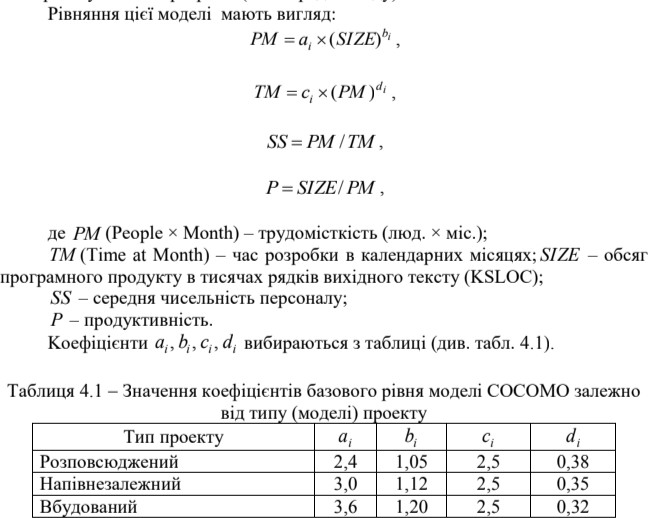 Рівняння цієї моделі мають вигляд:
PM = a_i × (SIZE)^{b_i} ,
TM = c_i × (PM)^{d_i} ,
SS = PM / TM ,
P = SIZE/ PM ,
де PM (People × Month) – трудомісткість (люд. × міс.);
TM (Time at Month) – час розробки в календарних місяцях; SIZE – обсяг
програмного продукту в тисячах рядків вихідного тексту (KSLOC);
SS – середня чисельність персоналу;
P – продуктивність.
Коефіцієнти a_i, b_i, c_i, d_i вибираються з таблиці (див. табл. 4.1).
Таблиця 4.1 – Значення коефіцієнтів базового рівня моделі COCOMO залежно
від типу (моделі) проекту
Тип проекту a_i b_i c_i d_i
Розповсюджений 2,4 1,05 2,5 0,38
Напівнезалежний 3,0 1,12 2,5 0,35
Вбудований 3,6 1,20 2,5 0,32